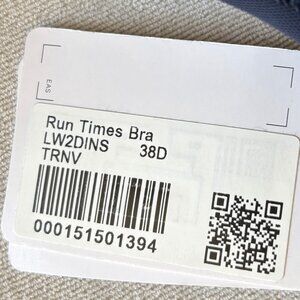 EAS
Run Times Bra
LW2DINS 38D
TRNV
000151501394